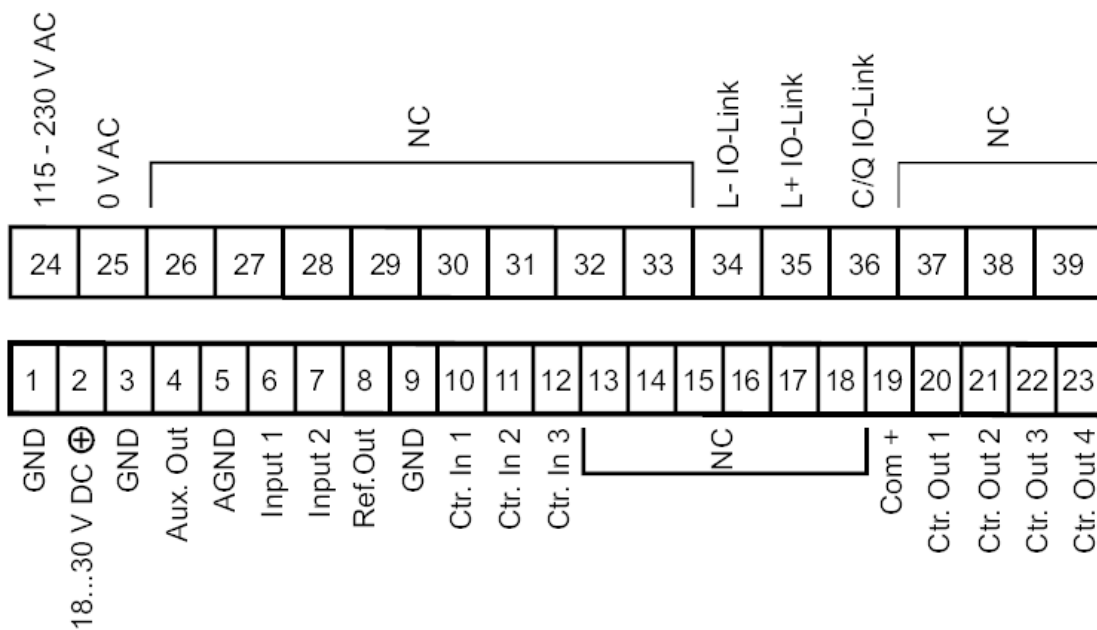 115 - 230 V AC
0 V AC
NC
L- IO-Link
L+ IO-Link
C/Q IO-Link
NC
24 25 26 27 28 29 30 31 32 33 34 35 36 37 38 39
1 2 3 4 5 6 7 8 9 10 11 12 13 14 15 16 17 18 19 20 21 22 23
GND
18...30 V DC ⊕
GND
Aux. Out
AGND
Input 1
Input 2
Ref.Out
GND
Ctr. In 1
Ctr. In 2
Ctr. In 3
NC
Com +
Ctr. Out 1
Ctr. Out 2
Ctr. Out 3
Ctr. Out 4